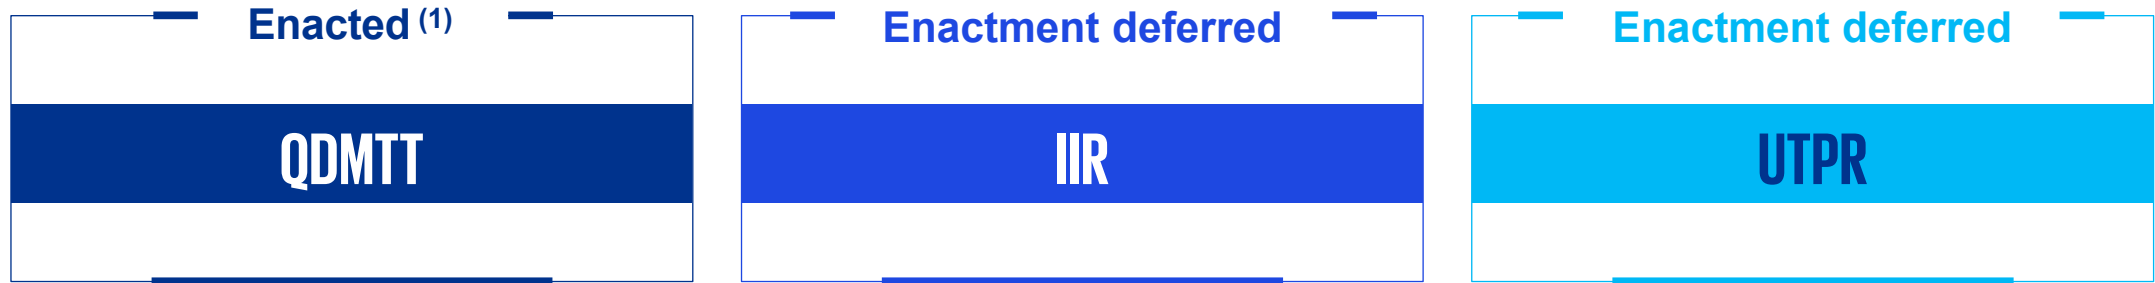 Enacted (1)
QDMTT
Enactment deferred
IIR
Enactment deferred
UTPR